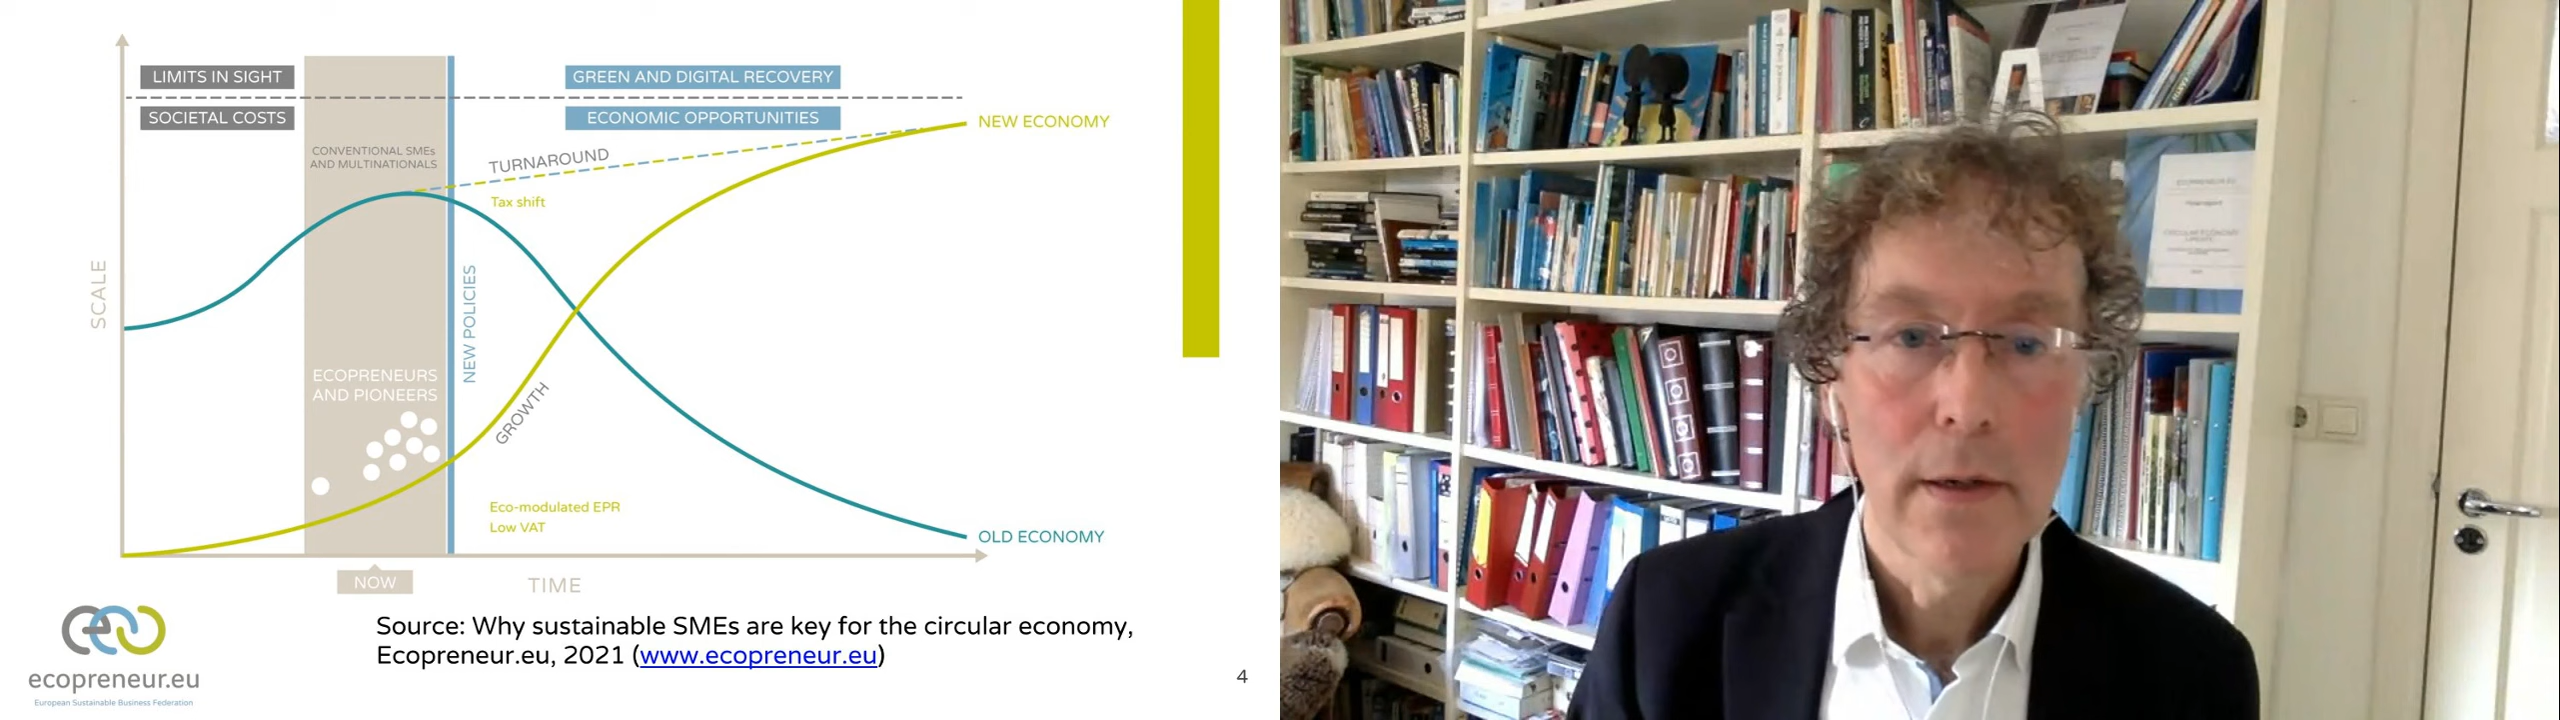 LIMITS IN SIGHT
SOCIETAL COSTS
GREEN AND DIGITAL RECOVERY
ECONOMIC OPPORTUNITIES
NEW ECONOMY
CONVENTIONAL SMEs
AND MULTINATIONALS
TURNAROUND
Tax shift
SCALE
NEW POLICIES
ECOPRENEURS
AND PIONEERS
GROWTH
Eco-modulated EPR
Low VAT
OLD ECONOMY
NOW
TIME
Source: Why sustainable SMEs are key for the circular economy,
Ecopreneur.eu, 2021 (www.ecopreneur.eu)
4
ecopreneur.eu
European Sustainable Business Federation
A